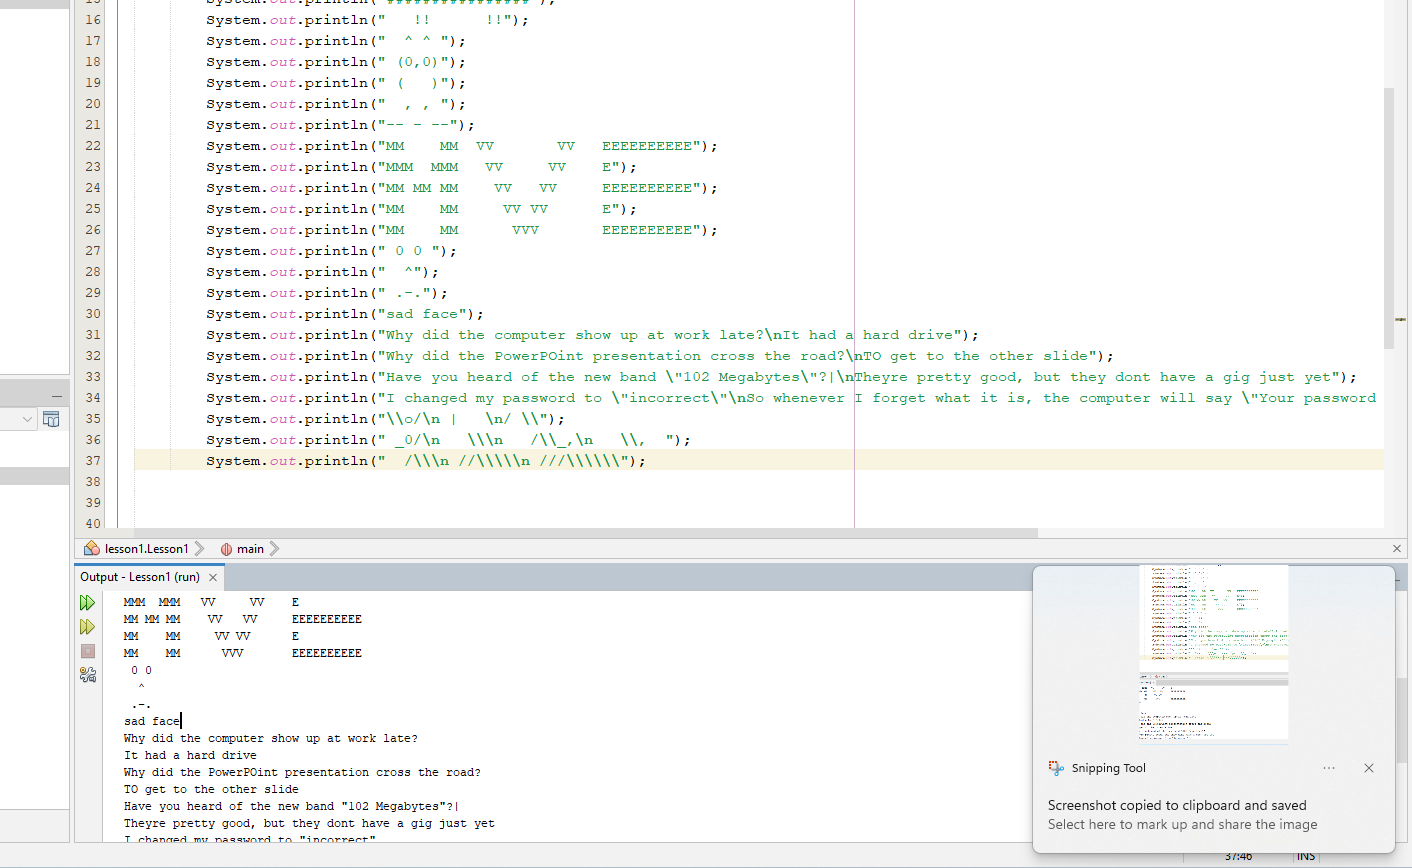 15 System.out.println("################");
16 System.out.println("   !!      !!");
17 System.out.println("  ^ ^ ");
18 System.out.println(" (0,0)");
19 System.out.println(" (   )");
20 System.out.println("  , , ");
21 System.out.println("-- - --");
22 System.out.println("MM    MM  VV       VV   EEEEEEEEEE");
23 System.out.println("MMM  MMM   VV     VV    E");
24 System.out.println("MM MM MM    VV   VV     EEEEEEEEEE");
25 System.out.println("MM    MM     VV VV      E");
26 System.out.println("MM    MM      VVV       EEEEEEEEEE");
27 System.out.println(" 0 0 ");
28 System.out.println("  ^");
29 System.out.println(" .-.");
30 System.out.println("sad face");
31 System.out.println("Why did the computer show up at work late?\nIt had a hard drive");
32 System.out.println("Why did the PowerPOint presentation cross the road?\nTO get to the other slide");
33 System.out.println("Have you heard of the new band \"102 Megabytes\"?|\nTheyre pretty good, but they dont have a gig just yet");
34 System.out.println("I changed my password to \"incorrect\"\nSo whenever I forget what it is, the computer will say \"Your password
35 System.out.println("\\o/\n |   \n/ \\");
36 System.out.println(" _0/\n   \\\n   /\\_,\n   \\,  ");
37 System.out.println("  /\\\n //\\\\\n ///\\\\\\");
38
39
40
lesson1.Lesson1 main
Output - Lesson1 (run)
MMM  MMM   VV     VV    E
MM MM MM    VV   VV     EEEEEEEEEE
MM    MM     VV VV      E
MM    MM      VVV       EEEEEEEEEE
 0 0
  ^
 .-.
sad face
Why did the computer show up at work late?
It had a hard drive
Why did the PowerPOint presentation cross the road?
TO get to the other slide
Have you heard of the new band "102 Megabytes"?|
Theyre pretty good, but they dont have a gig just yet
I changed my password to "incorrect"
Snipping Tool
Screenshot copied to clipboard and saved
Select here to mark up and share the image
37:46 INS